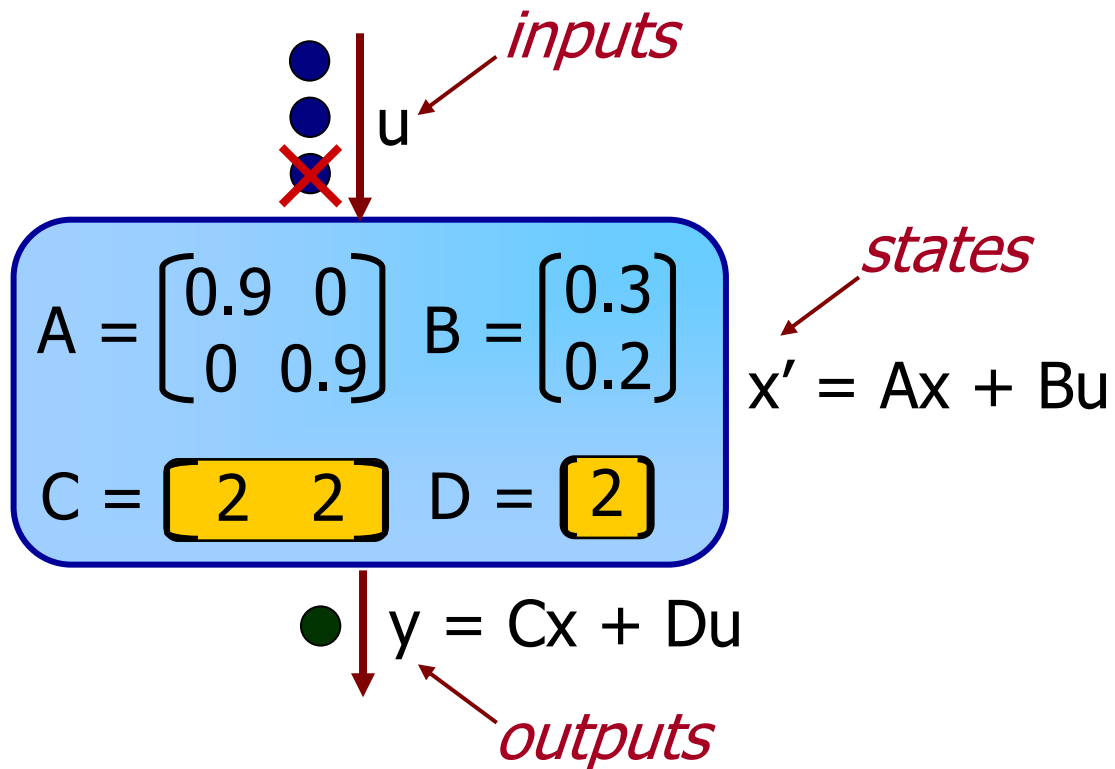 inputs
u
states
A = [0.9 0
0 0.9] B = [0.3
0.2]
x′ = Ax + Bu
C = [2 2] D = [2]
y = Cx + Du
outputs